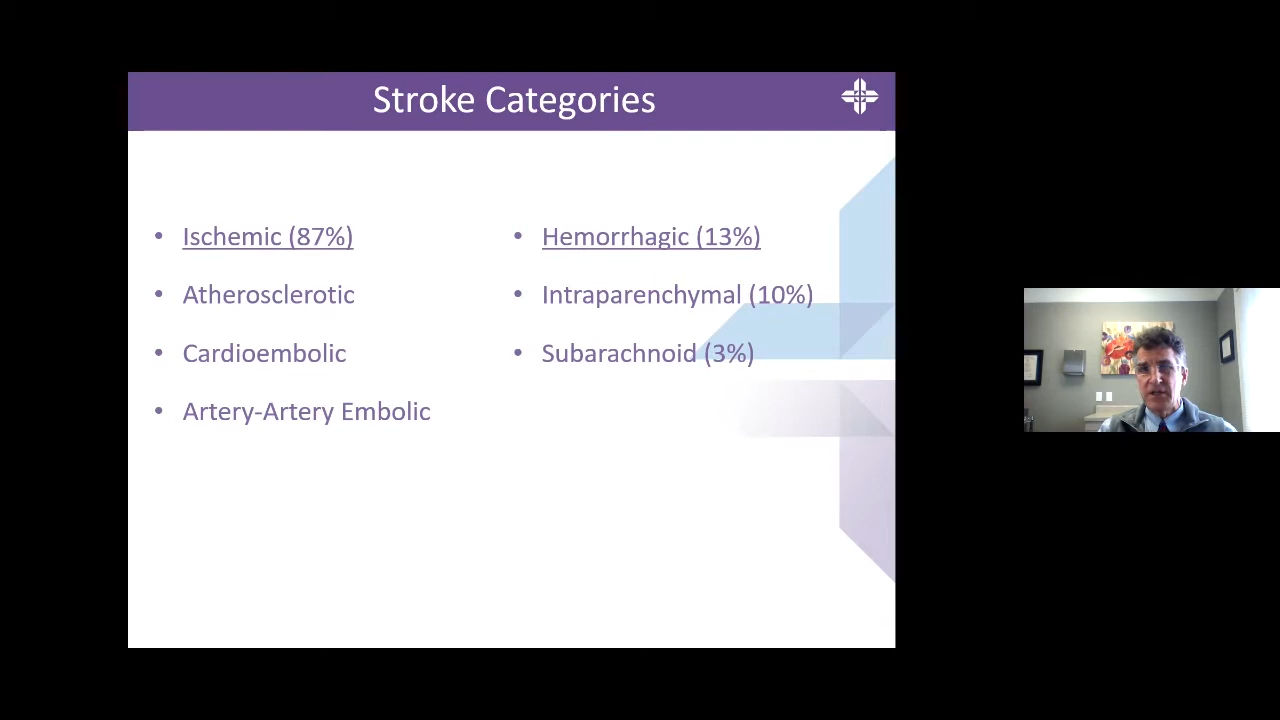 Stroke Categories
• Ischemic (87%)
• Atherosclerotic
• Cardioembolic
• Artery-Artery Embolic
• Hemorrhagic (13%)
• Intraparenchymal (10%)
• Subarachnoid (3%)